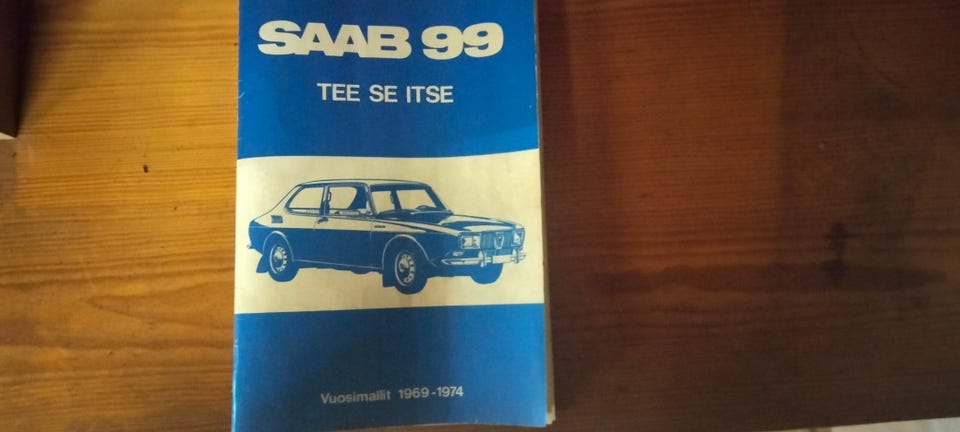 SAAB 99
TEE SE ITSE
Vuosimallit 1969-1974